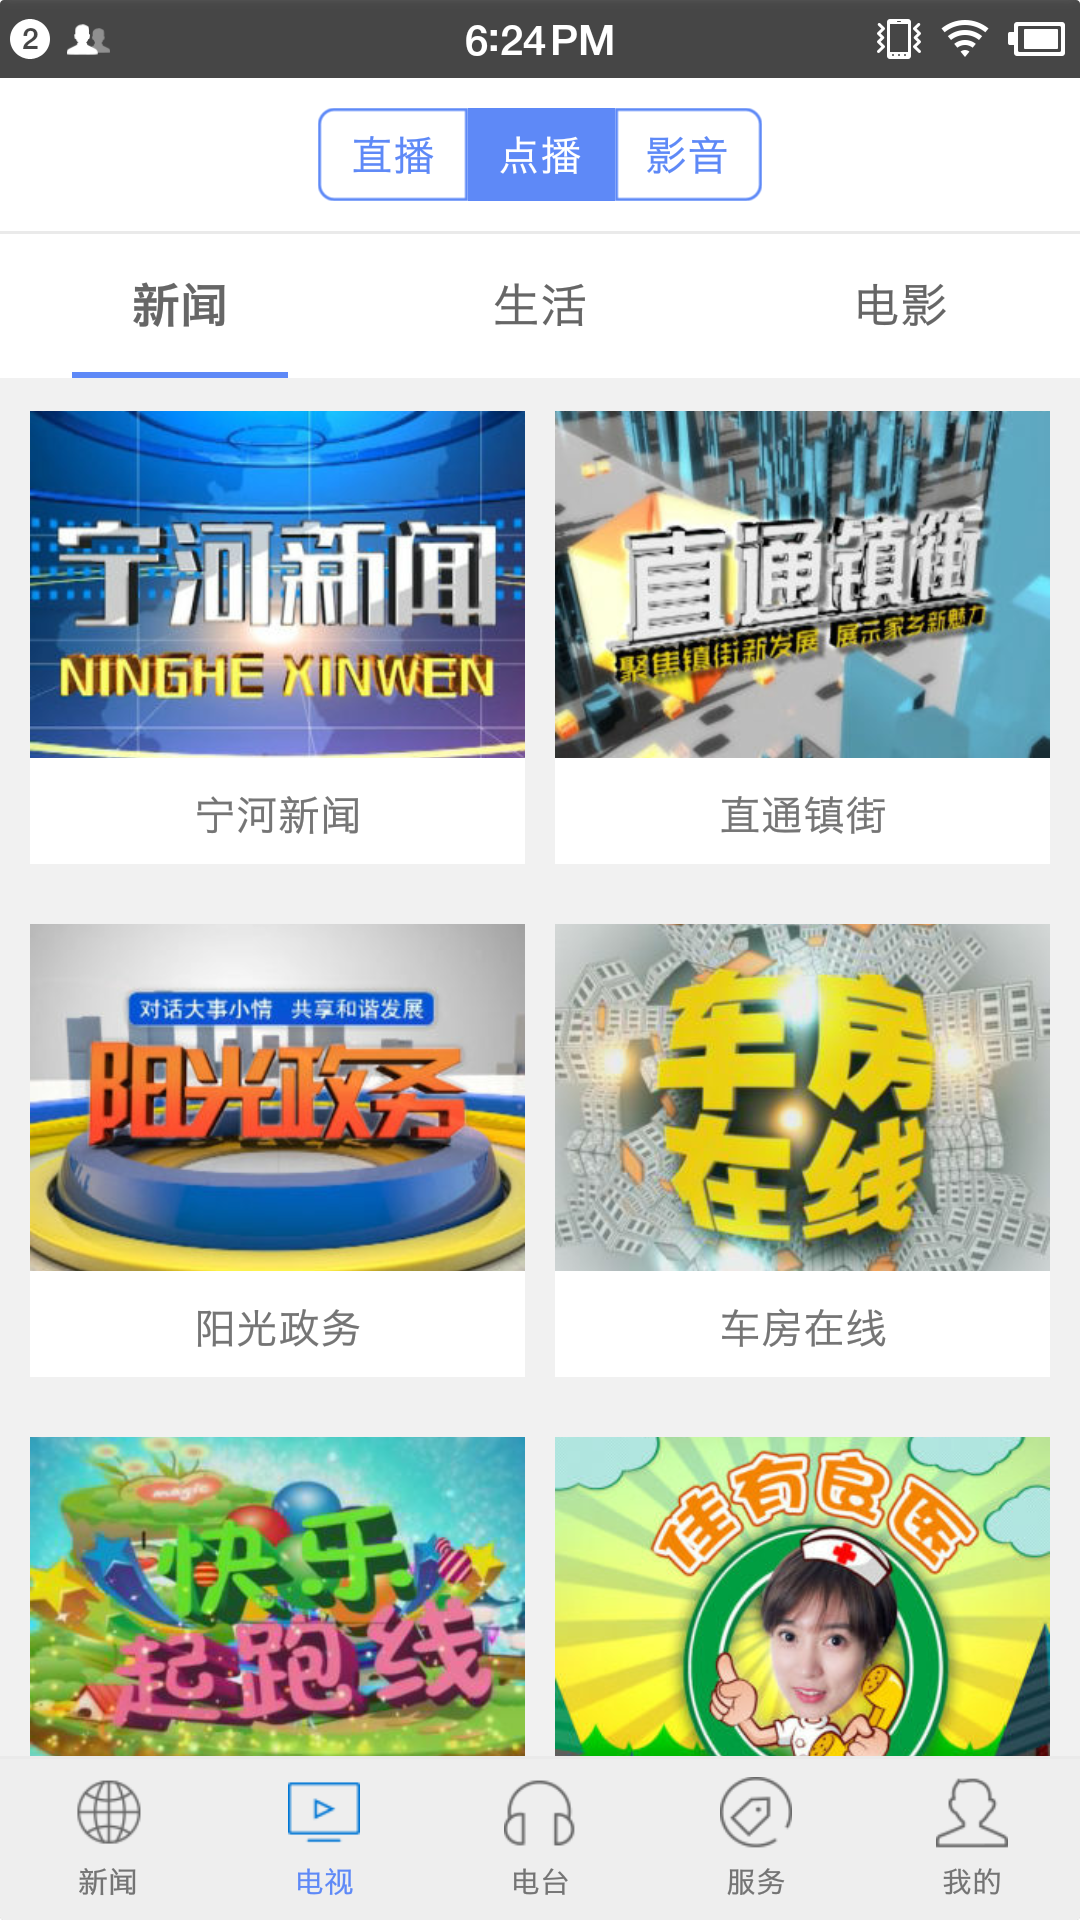 2
6:24PM
直播
点播
影音
新闻
生活
电影
宁河新闻
NINGHE XINWEN
宁河新闻
直通镇街
聚焦镇街新发展 展示家乡新魅力
直通镇街
对话大事小情 共享和谐发展
阳光政务
阳光政务
车房
在线
车房在线
magic
快乐
起跑线
佳有良医
新闻
电视
电台
服务
我的